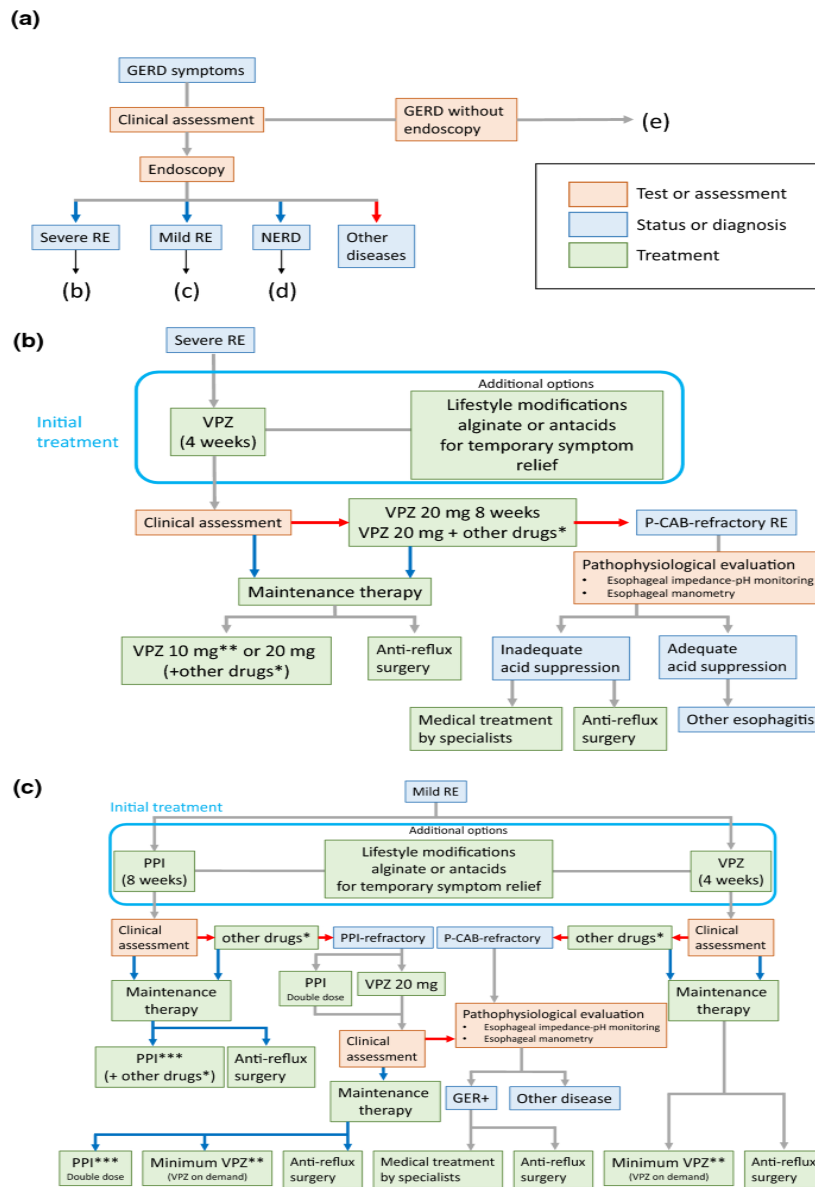 (a)
GERD symptoms
Clinical assessment
GERD without
endoscopy
(e)
Endoscopy
Test or assessment
Status or diagnosis
Treatment
Severe RE
Mild RE
NERD
Other
diseases
(b)
(c)
(d)
(b)
Severe RE
Initial
treatment
Additional options
VPZ
(4 weeks)
Lifestyle modifications
alginate or antacids
for temporary symptom
relief
Clinical assessment
VPZ 20 mg 8 weeks
VPZ 20 mg + other drugs*
P-CAB-refractory RE
Maintenance therapy
Pathophysiological evaluation
• Esophageal impedance-pH monitoring
• Esophageal manometry
VPZ 10 mg** or 20 mg
(+other drugs*)
Anti-reflux
surgery
Inadequate
acid suppression
Adequate
acid suppression
Medical treatment
by specialists
Anti-reflux
surgery
Other esophagitis
(c)
Mild RE
Initial treatment
Additional options
PPI
(8 weeks)
Lifestyle modifications
alginate or antacids
for temporary symptom relief
VPZ
(4 weeks)
Clinical
assessment
other drugs*
PPI-refractory
P-CAB-refractory
other drugs*
Clinical
assessment
Maintenance
therapy
PPI
Double dose
VPZ 20 mg
Maintenance
therapy
Pathophysiological evaluation
• Esophageal impedance-pH monitoring
• Esophageal manometry
Clinical
assessment
PPI***
(+ other drugs*)
Anti-reflux
surgery
Maintenance
therapy
GER+
Other disease
PPI***
Double dose
Minimum VPZ**
(VPZ on demand)
Anti-reflux
surgery
Medical treatment
by specialists
Anti-reflux
surgery
Minimum VPZ**
(VPZ on demand)
Anti-reflux
surgery